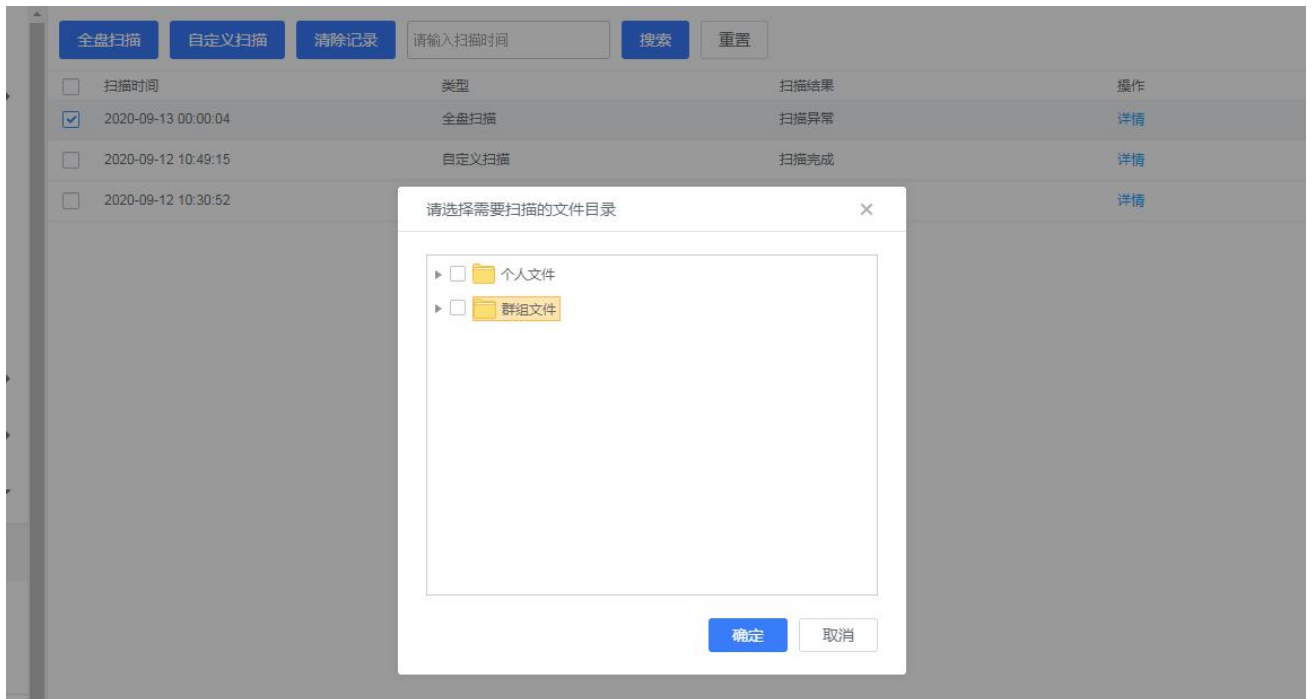 全盘扫描 自定义扫描 清除记录 请输入扫描时间 搜索 重置
扫描时间 类型 扫描结果 操作
2020-09-13 00:00:04 全盘扫描 扫描异常 详情
2020-09-12 10:49:15 自定义扫描 扫描完成 详情
2020-09-12 10:30:52 详情
请选择需要扫描的文件目录
个人文件
群组文件
确定 取消